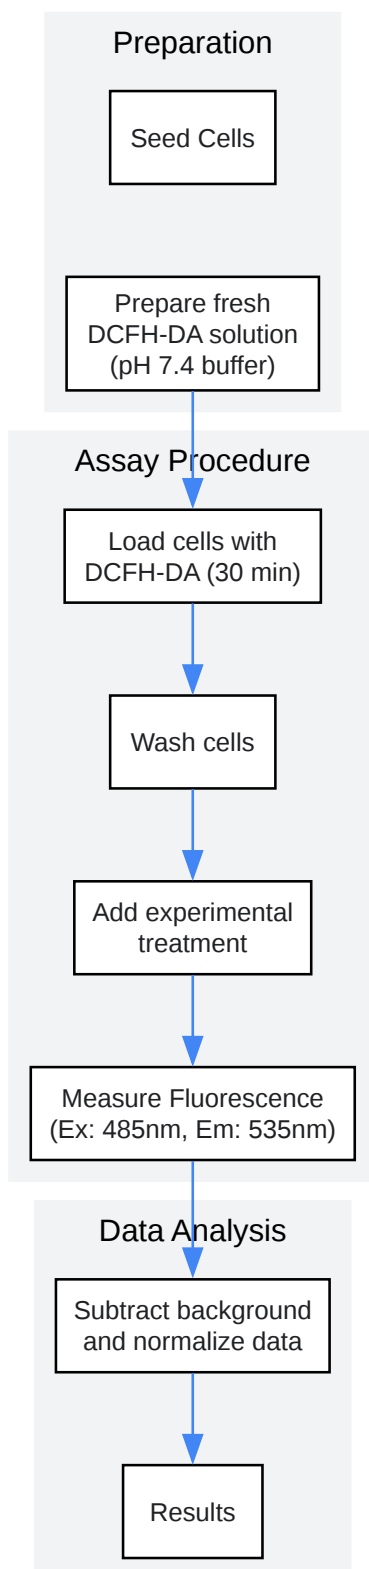 Preparation
Seed Cells
Prepare fresh
DCFH-DA solution
(pH 7.4 buffer)
Assay Procedure
Load cells with
DCFH-DA (30 min)
Wash cells
Add experimental
treatment
Measure Fluorescence
(Ex: 485nm, Em: 535nm)
Data Analysis
Subtract background
and normalize data
Results